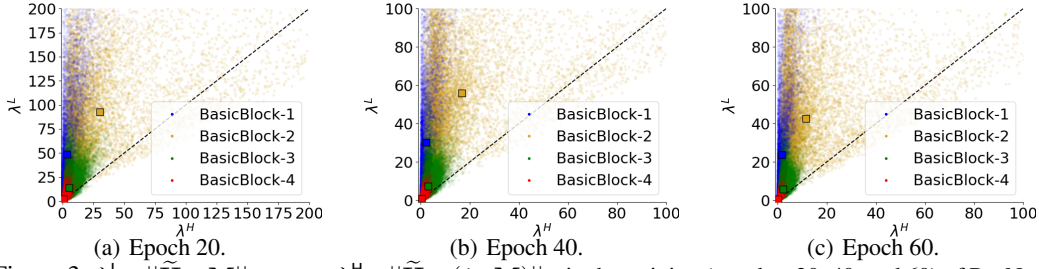 200
175
150
125
100
75
50
25
0
λ^L
0 25 50 75 100 125 150 175 200
λ^H
BasicBlock-1
BasicBlock-2
BasicBlock-3
BasicBlock-4
(a) Epoch 20.
100
80
60
40
20
0
λ^L
0 20 40 60 80 100
λ^H
BasicBlock-1
BasicBlock-2
BasicBlock-3
BasicBlock-4
(b) Epoch 40.
100
80
60
40
20
0
λ^L
0 20 40 60 80 100
λ^H
BasicBlock-1
BasicBlock-2
BasicBlock-3
BasicBlock-4
(c) Epoch 60.